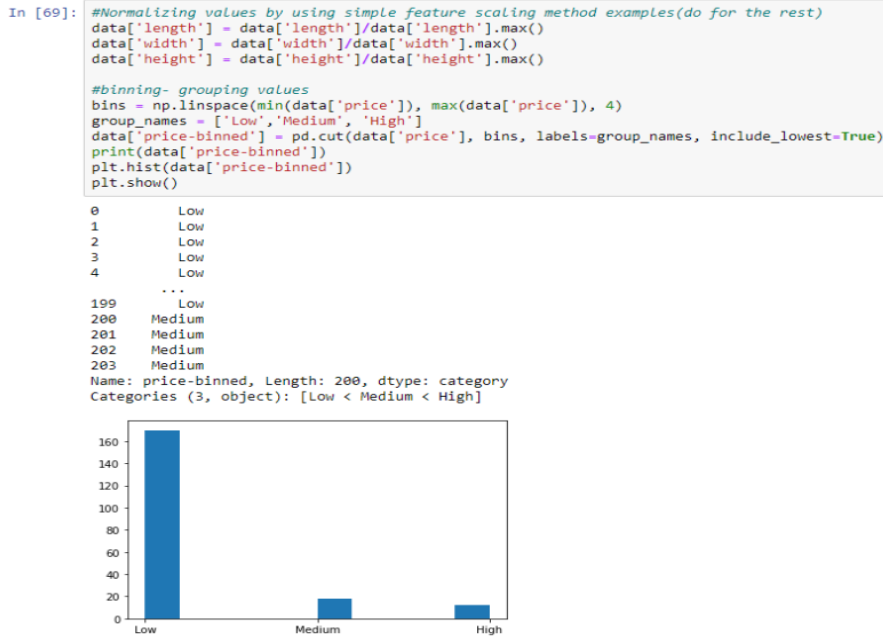 In [69]: #Normalizing values by using simple feature scaling method examples(do for the rest)
data['length'] = data['length']/data['length'].max()
data['width'] = data['width']/data['width'].max()
data['height'] = data['height']/data['height'].max()
#binning- grouping values
bins = np.linspace(min(data['price']), max(data['price']), 4)
group_names = ['Low','Medium', 'High']
data['price-binned'] = pd.cut(data['price'], bins, labels=group_names, include_lowest=True)
print(data['price-binned'])
plt.hist(data['price-binned'])
plt.show()
0 Low
1 Low
2 Low
3 Low
4 Low
...
199 Low
200 Medium
201 Medium
202 Medium
203 Medium
Name: price-binned, Length: 200, dtype: category
Categories (3, object): [Low < Medium < High]
160
140
120
100
80
60
40
20
0
Low Medium High